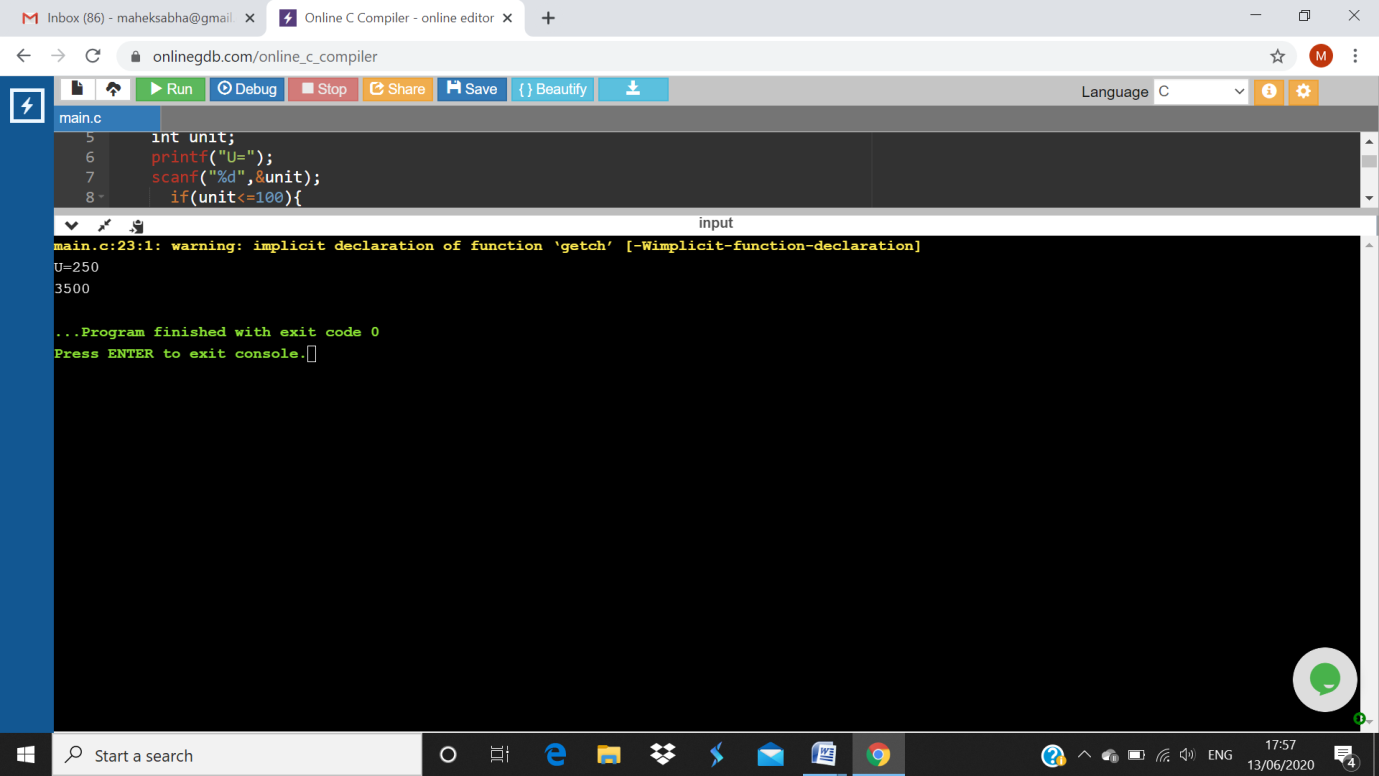 Inbox (86) - maheksabha@gmail
Online C Compiler - online editor
onlinegdb.com/online_c_compiler
M
Run
Debug
Stop
Share
Save
{ } Beautify
Language
C
main.c
5 int unit;
6 printf("U=");
7 scanf("%d",&unit);
8 if(unit<=100){
input
main.c:23:1: warning: implicit declaration of function ‘getch’ [-Wimplicit-function-declaration]
U=250
3500
...Program finished with exit code 0
Press ENTER to exit console.
Start a search
ENG
17:57
13/06/2020
4